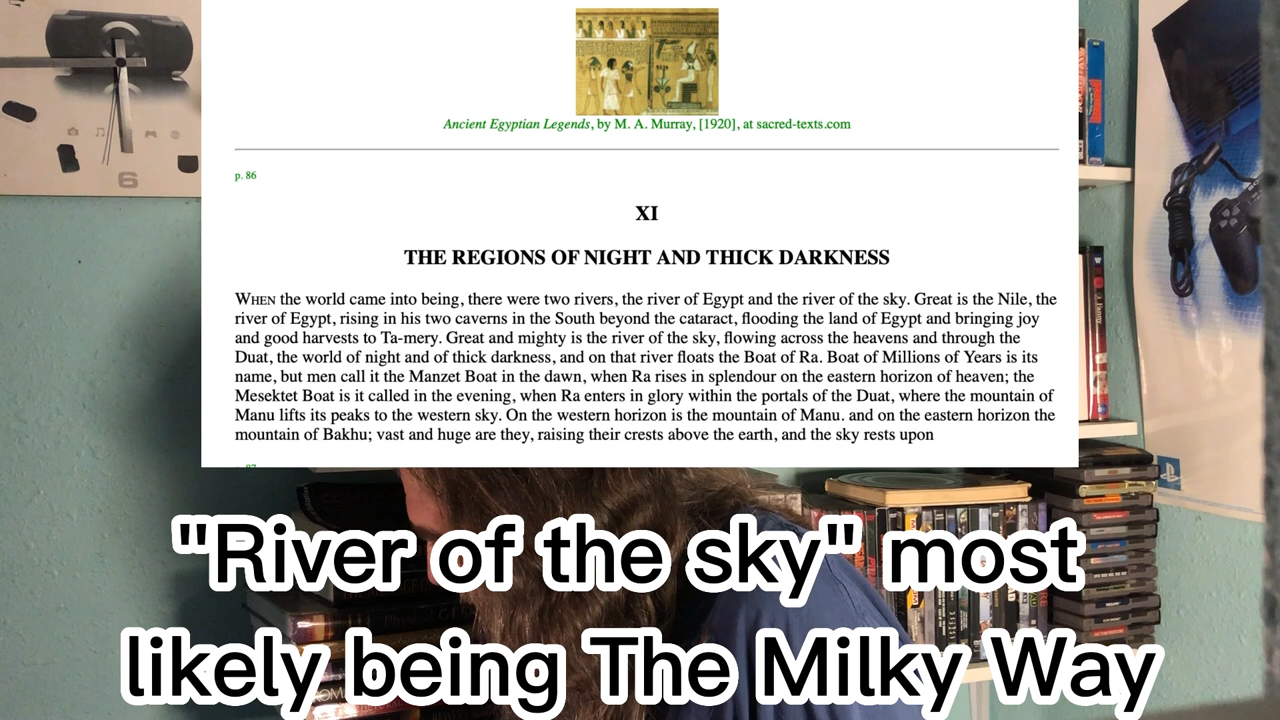 Ancient Egyptian Legends, by M. A. Murray, [1920], at sacred-texts.com
p. 86
XI
THE REGIONS OF NIGHT AND THICK DARKNESS
WHEN the world came into being, there were two rivers, the river of Egypt and the river of the sky. Great is the Nile, the
river of Egypt, rising in his two caverns in the South beyond the cataract, flooding the land of Egypt and bringing joy
and good harvests to Ta-mery. Great and mighty is the river of the sky, flowing across the heavens and through the
Duat, the world of night and of thick darkness, and on that river floats the Boat of Ra. Boat of Millions of Years is its
name, but men call it the Manzet Boat in the dawn, when Ra rises in splendour on the eastern horizon of heaven; the
Mesektet Boat is it called in the evening, when Ra enters in glory within the portals of the Duat, where the mountain of
Manu lifts its peaks to the western sky. On the western horizon is the mountain of Manu. and on the eastern horizon the
mountain of Bakhu; vast and huge are they, raising their crests above the earth, and the sky rests upon
6
"River of the sky" most
likely being The Milky Way